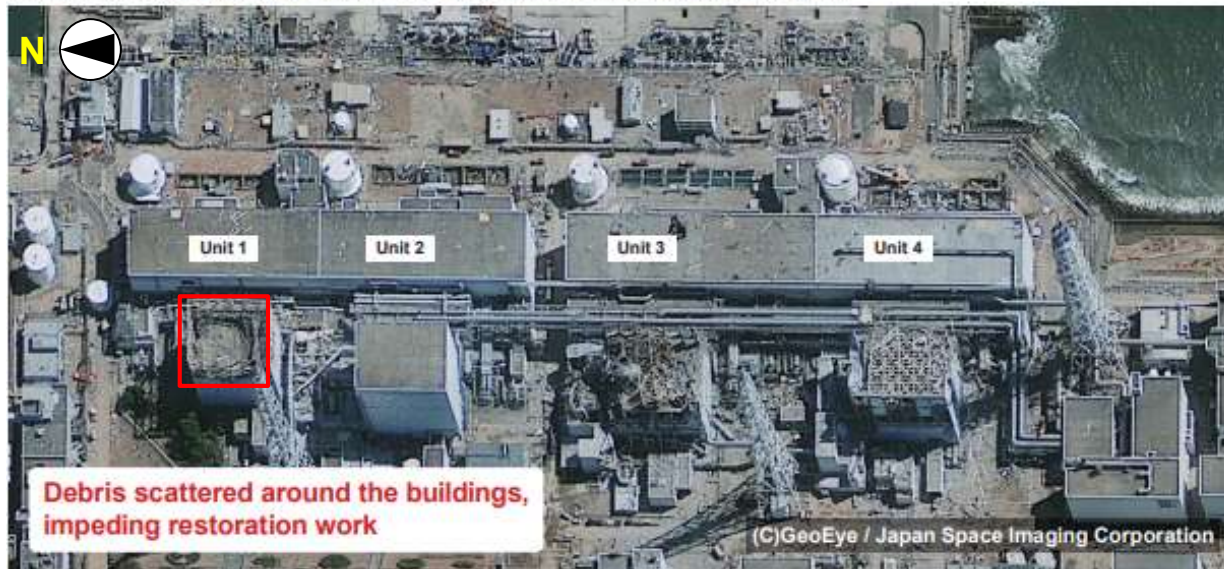 N
Unit 1
Unit 2
Unit 3
Unit 4
Debris scattered around the buildings,
impeding restoration work
(C)GeoEye / Japan Space Imaging Corporation